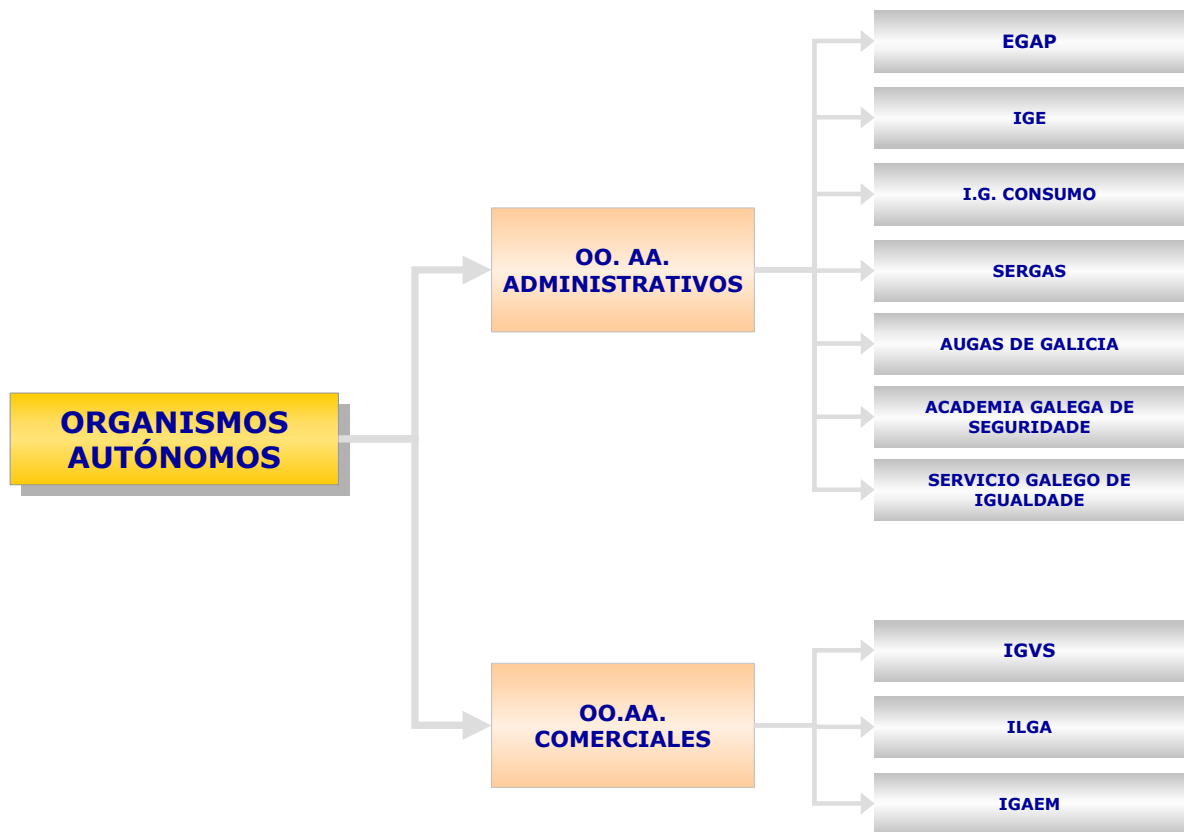 EGAP
IGE
I.G. CONSUMO
OO. AA.
ADMINISTRATIVOS
SERGAS
AUGAS DE GALICIA
ORGANISMOS
AUTÓNOMOS
ACADEMIA GALEGA DE
SEGURIDADE
SERVICIO GALEGO DE
IGUALDADE
IGVS
OO.AA.
COMERCIALES
ILGA
IGAEM